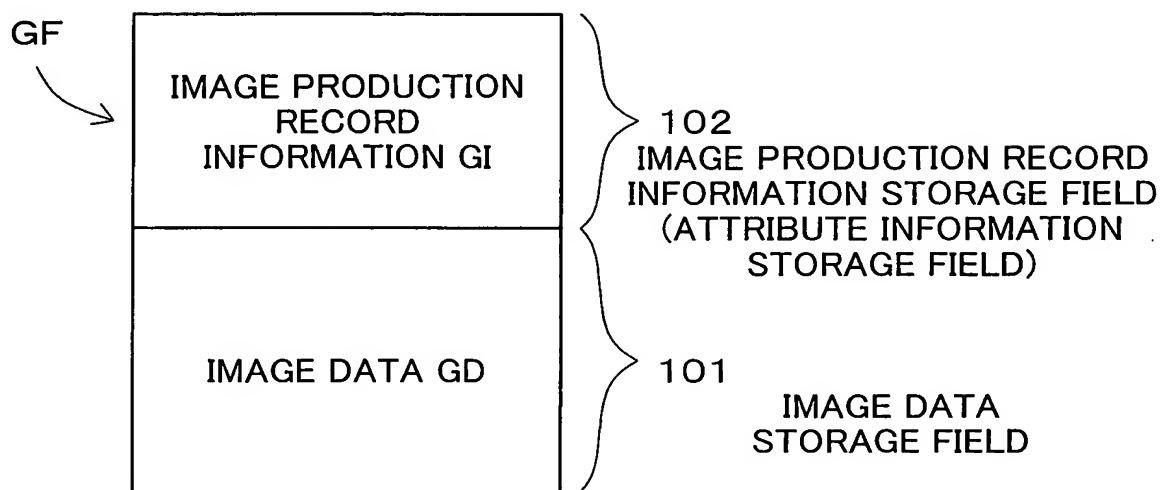 GF
IMAGE PRODUCTION
RECORD
INFORMATION GI
102
IMAGE PRODUCTION RECORD
INFORMATION STORAGE FIELD
(ATTRIBUTE INFORMATION
STORAGE FIELD)
IMAGE DATA GD
101
IMAGE DATA
STORAGE FIELD